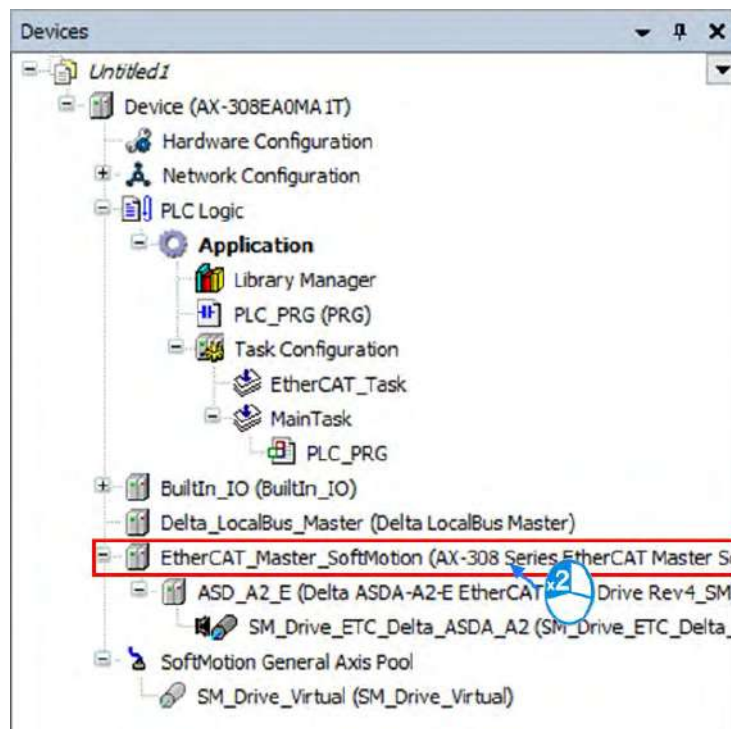 Devices
Untitled1
Device (AX-308EA0MA1T)
Hardware Configuration
Network Configuration
PLC Logic
Application
Library Manager
PLC_PRG (PRG)
Task Configuration
EtherCAT_Task
MainTask
PLC_PRG
BuiltIn_IO (BuiltIn_IO)
Delta_LocalBus_Master (Delta LocalBus Master)
EtherCAT_Master_SoftMotion (AX-308 Series EtherCAT Master S
×2
ASD_A2_E (Delta ASDA-A2-E EtherCAT Drive Rev4_SM
SM_Drive_ETC_Delta_ASDA_A2 (SM_Drive_ETC_Delta_
SoftMotion General Axis Pool
SM_Drive_Virtual (SM_Drive_Virtual)